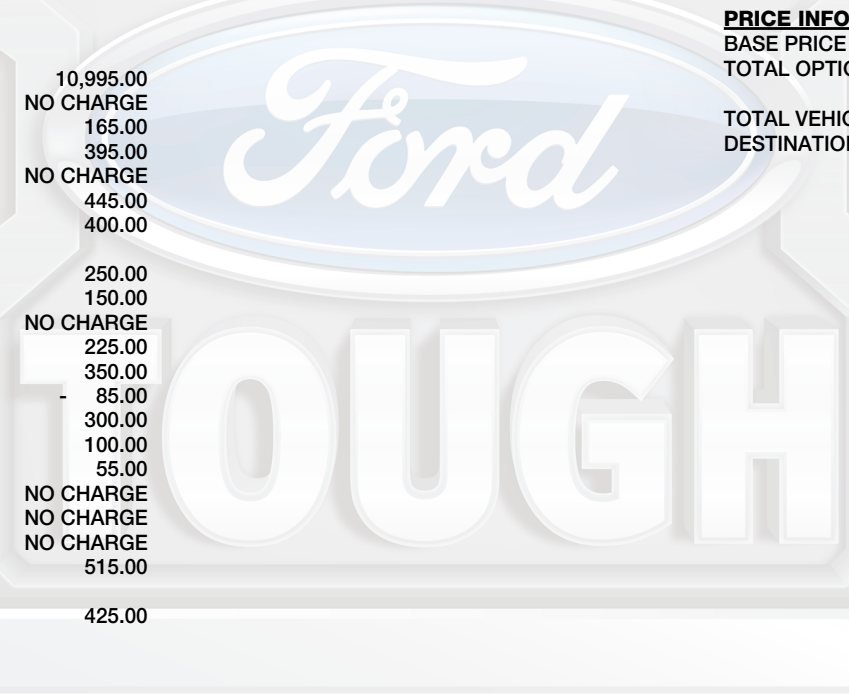 10,995.00
NO CHARGE
165.00
395.00
NO CHARGE
445.00
400.00
250.00
150.00
NO CHARGE
225.00
350.00
- 85.00
300.00
100.00
55.00
NO CHARGE
NO CHARGE
NO CHARGE
515.00
425.00
PRICE INFO
BASE PRICE
TOTAL OPTIO
TOTAL VEHIC
DESTINATION
Ford
TOUGH